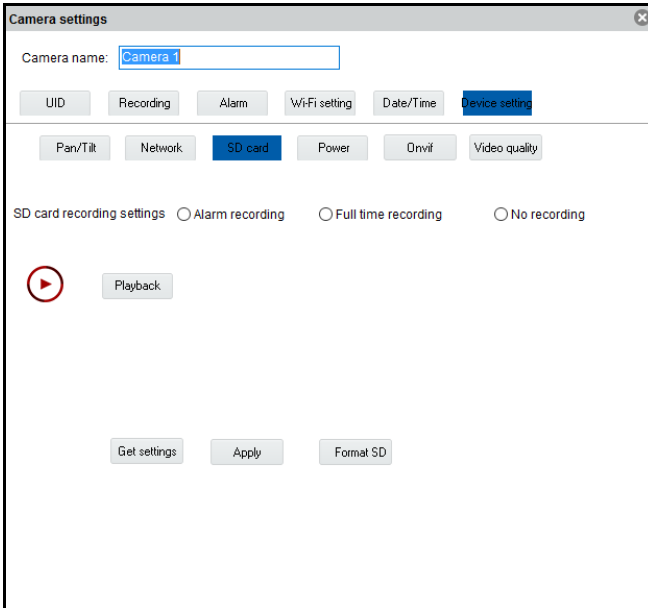 Camera settings
Camera name: Camera 1
UID Recording Alarm Wi-Fi setting Date/Time Device setting
Pan/Tilt Network SD card Power Onvif Video quality
SD card recording settings Alarm recording Full time recording No recording
Playback
Get settings Apply Format SD